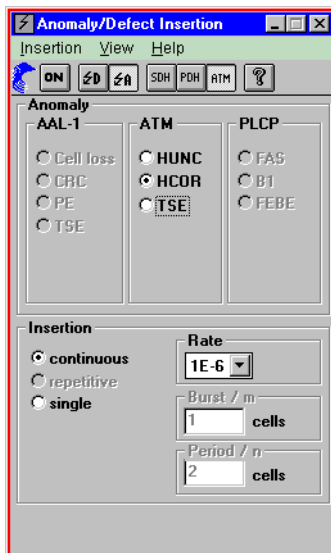 Anomaly/Defect Insertion
Insertion View Help
ON D A SDH PDH ATM ?
Anomaly
AAL-1 ATM PLCP
Cell loss HUNC FAS
CRC HCOR B1
PE TSE FEBE
TSE
Insertion
continuous
repetitive
single
Rate
1E-6
Burst / m
1 cells
Period / n
2 cells